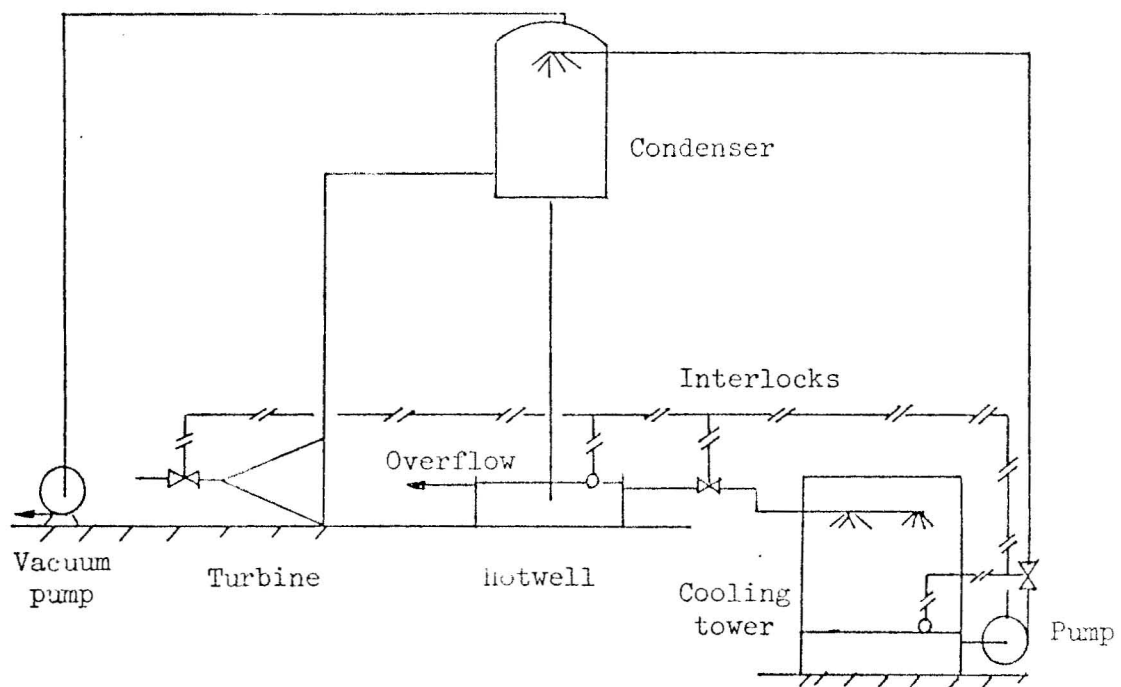 Condenser
Interlocks
Overflow
Vacuum
pump
Turbine
Hotwell
Cooling
tower
Pump